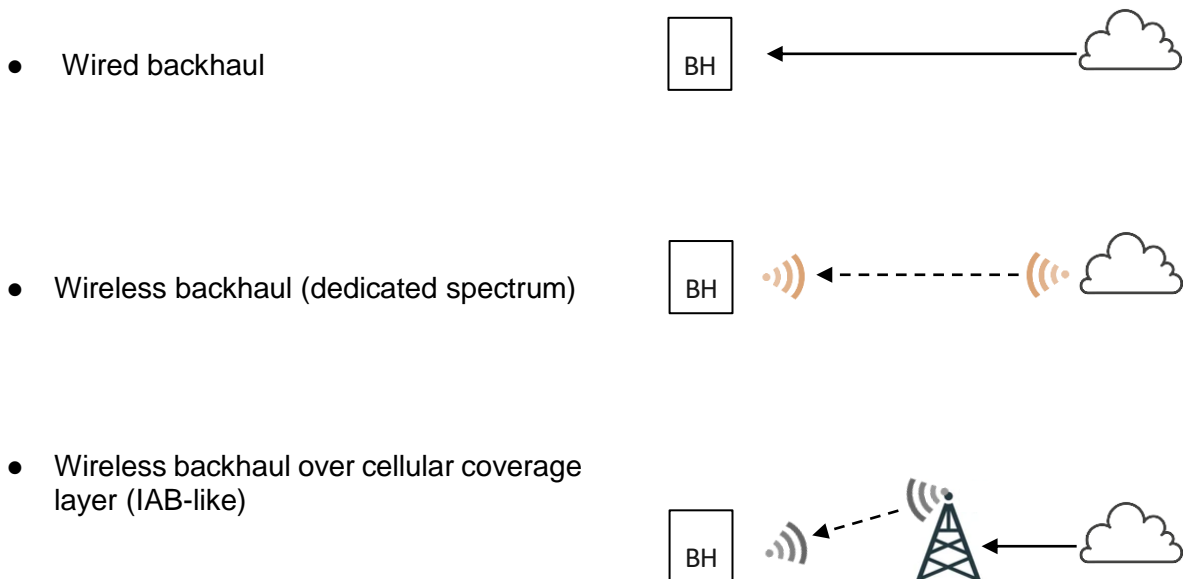 ● Wired backhaul
BH
● Wireless backhaul (dedicated spectrum)
BH
● Wireless backhaul over cellular coverage
layer (IAB-like)
BH